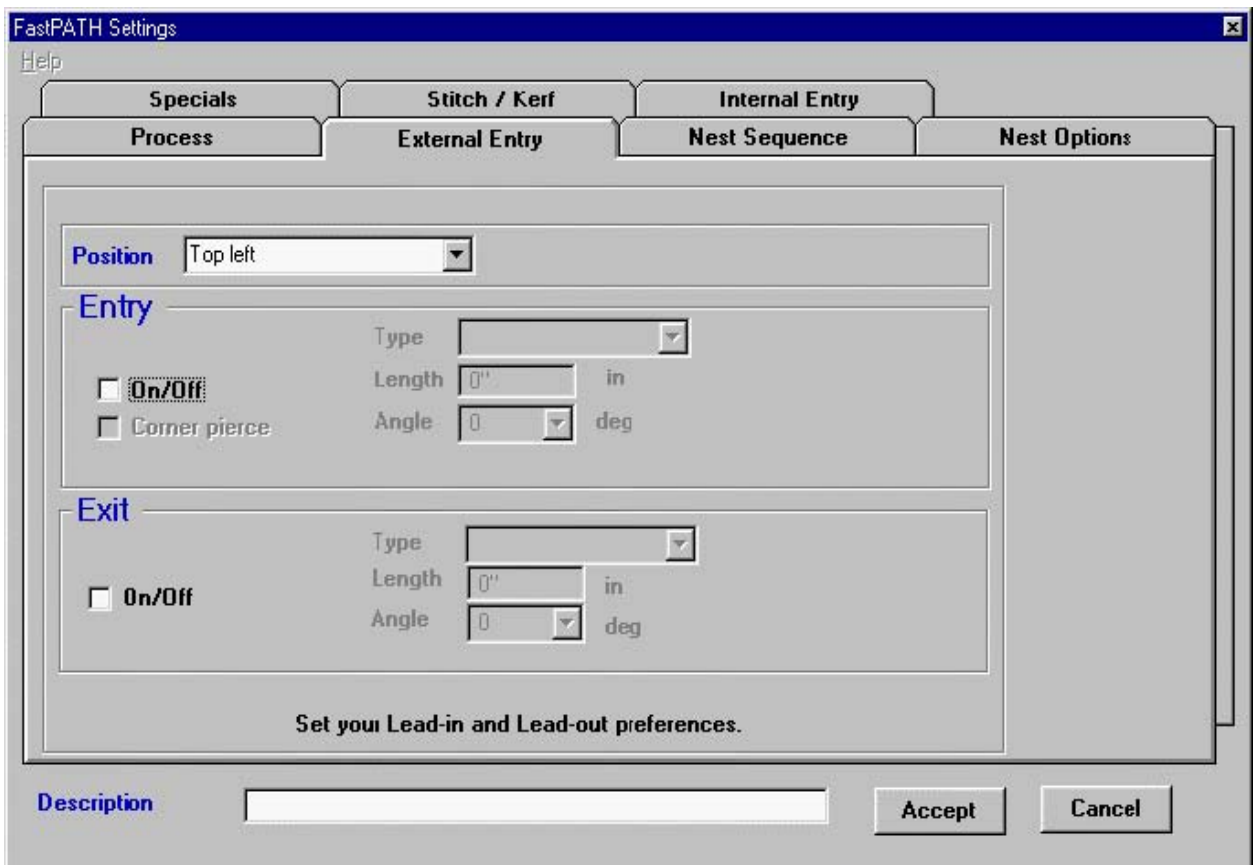 FastPATH Settings
Help
Specials
Stitch / Kerf
Internal Entry
Process
External Entry
Nest Sequence
Nest Options
Position
Top left
Entry
On/Off
Corner pierce
Type
Length 0" in
Angle 0 deg
Exit
On/Off
Type
Length 0" in
Angle 0 deg
Set your Lead-in and Lead-out preferences.
Description
Accept
Cancel